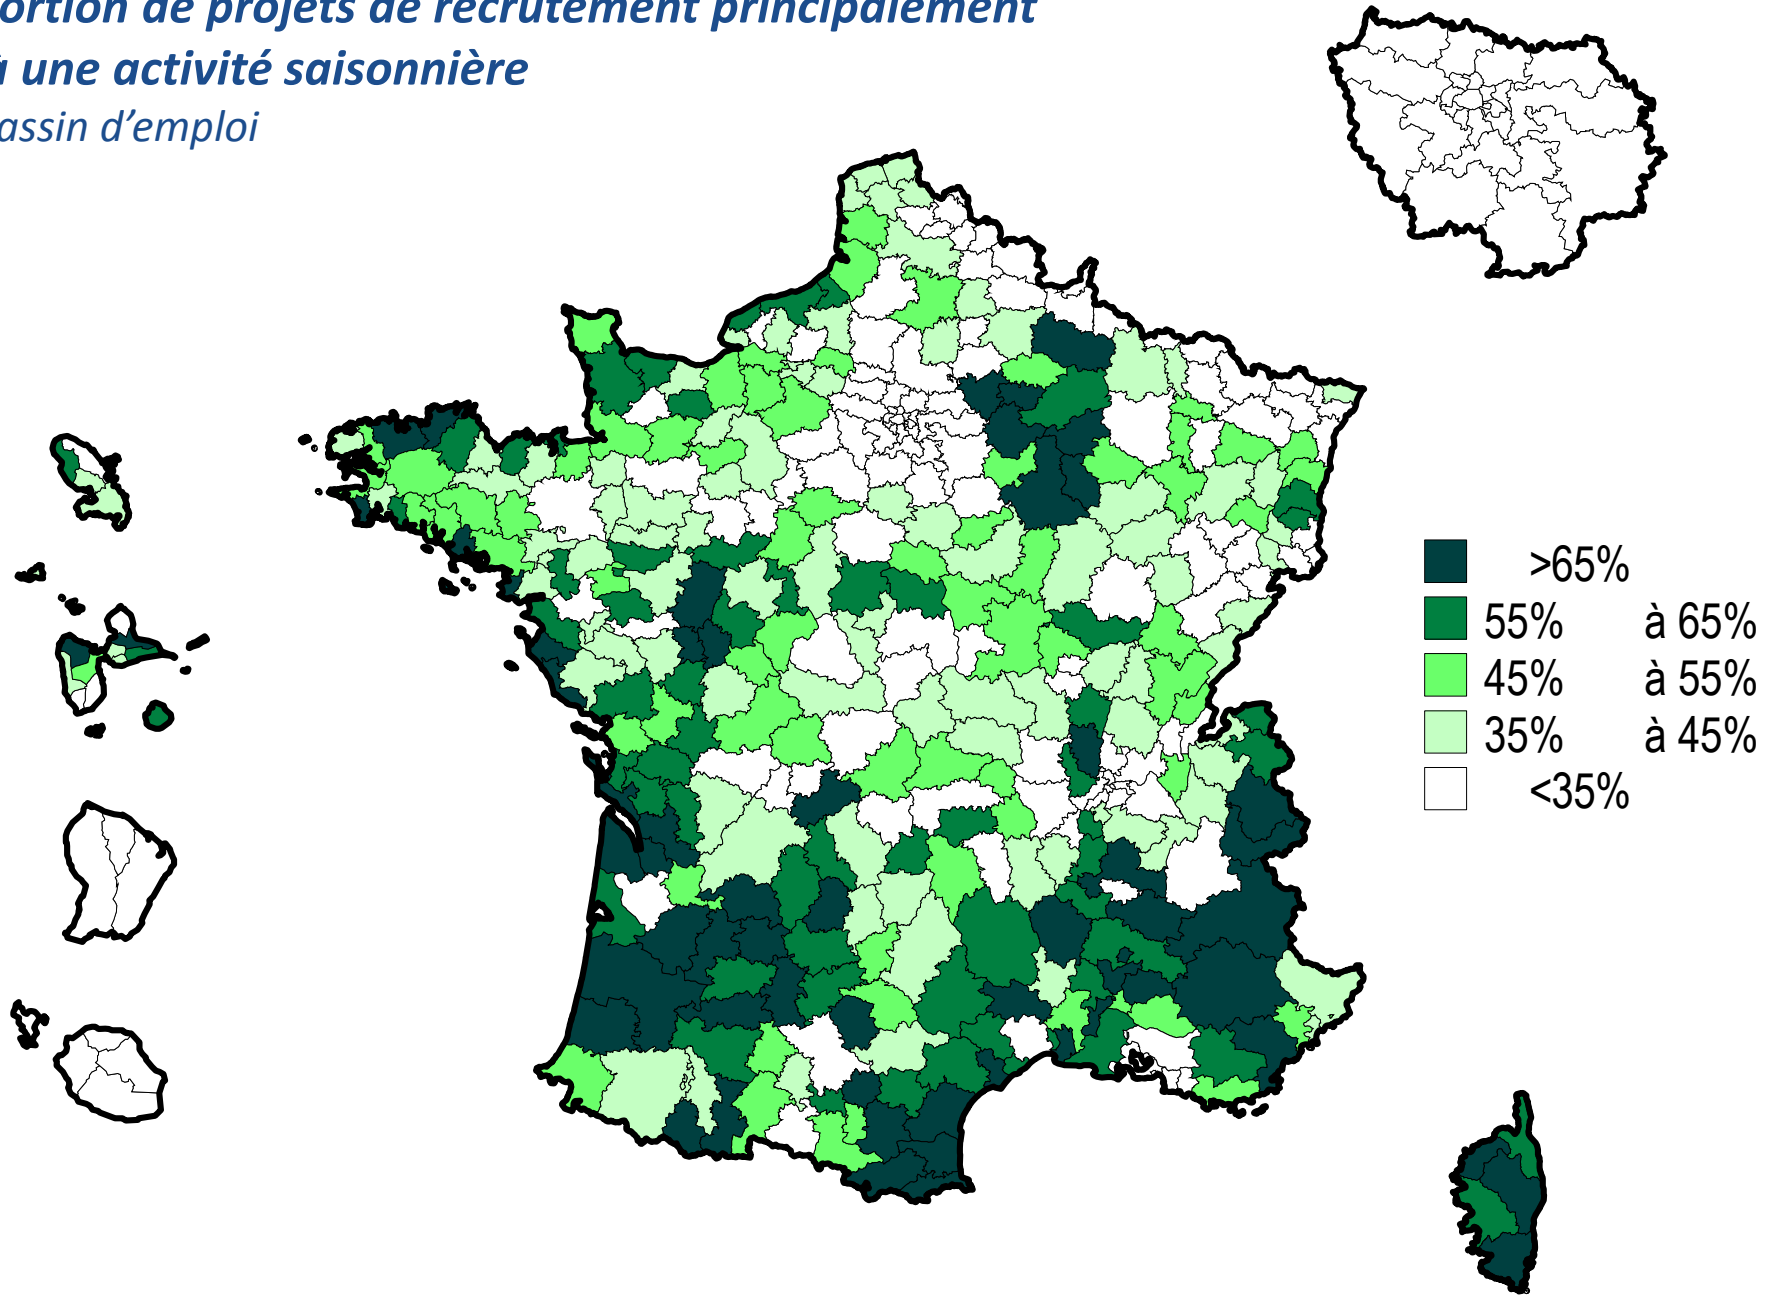 ortion de projets de recrutement principalement
à une activité saisonnière
assin d'emploi
>65%
55% à 65%
45% à 55%
35% à 45%
<35%